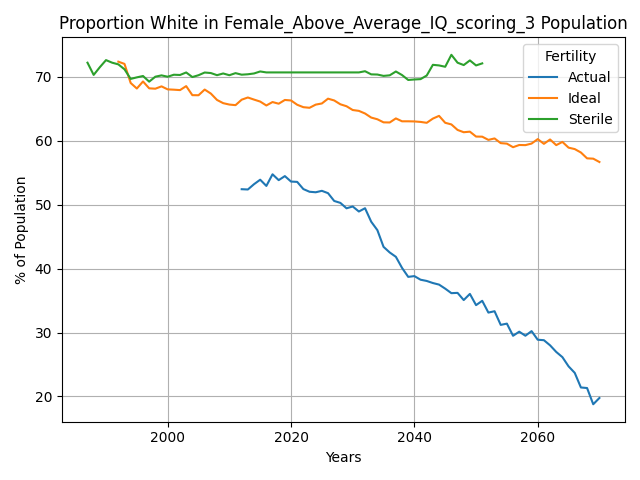 Proportion White in Female_Above_Average_IQ_scoring_3 Population
Fertility
Actual
Ideal
Sterile
% of Population
70
60
50
40
30
20
2000
2020
2040
2060
Years